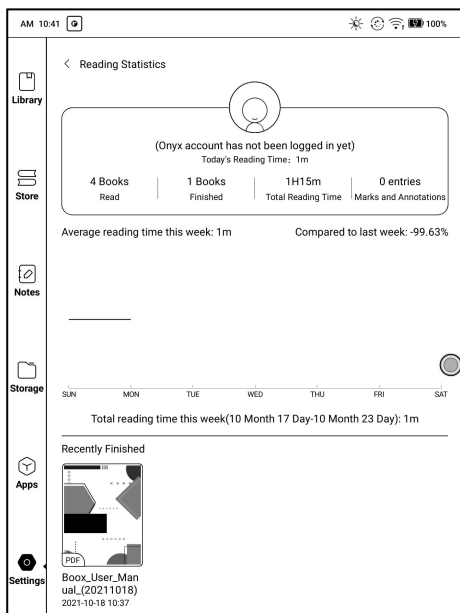 AM 10:41
100%
Reading Statistics
Library
(Onyx account has not been logged in yet)
Today's Reading Time: 1m
4 Books
1 Books
1H15m
0 entries
Read
Finished
Total Reading Time
Marks and Annotations
Store
Average reading time this week: 1m
Compared to last week: -99.63%
Notes
Storage
SUN
MON
TUE
WED
THU
FRI
SAT
Total reading time this week(10 Month 17 Day-10 Month 23 Day): 1m
Recently Finished
Apps
PDF
Boox_User_Man
ual_(20211018)
2021-10-18 10:37
Settings